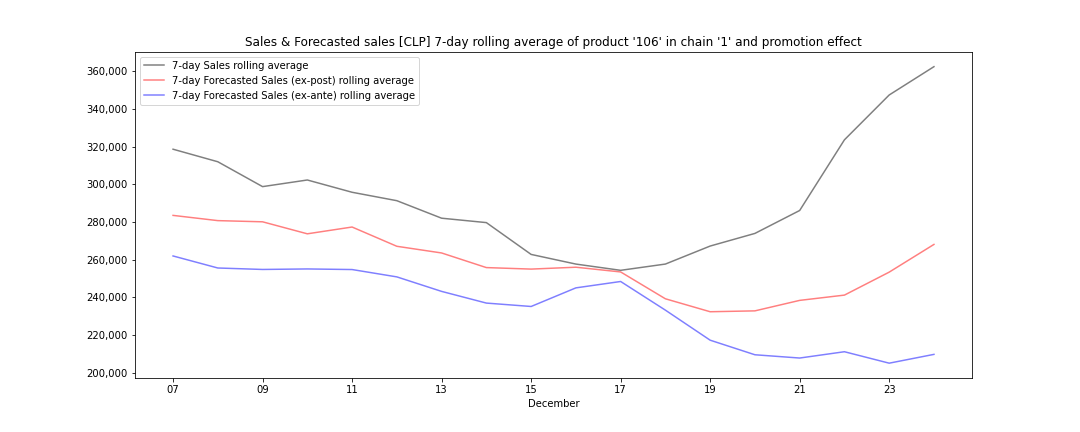 Sales & Forecasted sales [CLP] 7-day rolling average of product '106' in chain '1' and promotion effect
7-day Sales rolling average
7-day Forecasted Sales (ex-post) rolling average
7-day Forecasted Sales (ex-ante) rolling average
360,000
340,000
320,000
300,000
280,000
260,000
240,000
220,000
200,000
07 09 11 13 15 17 19 21 23
December